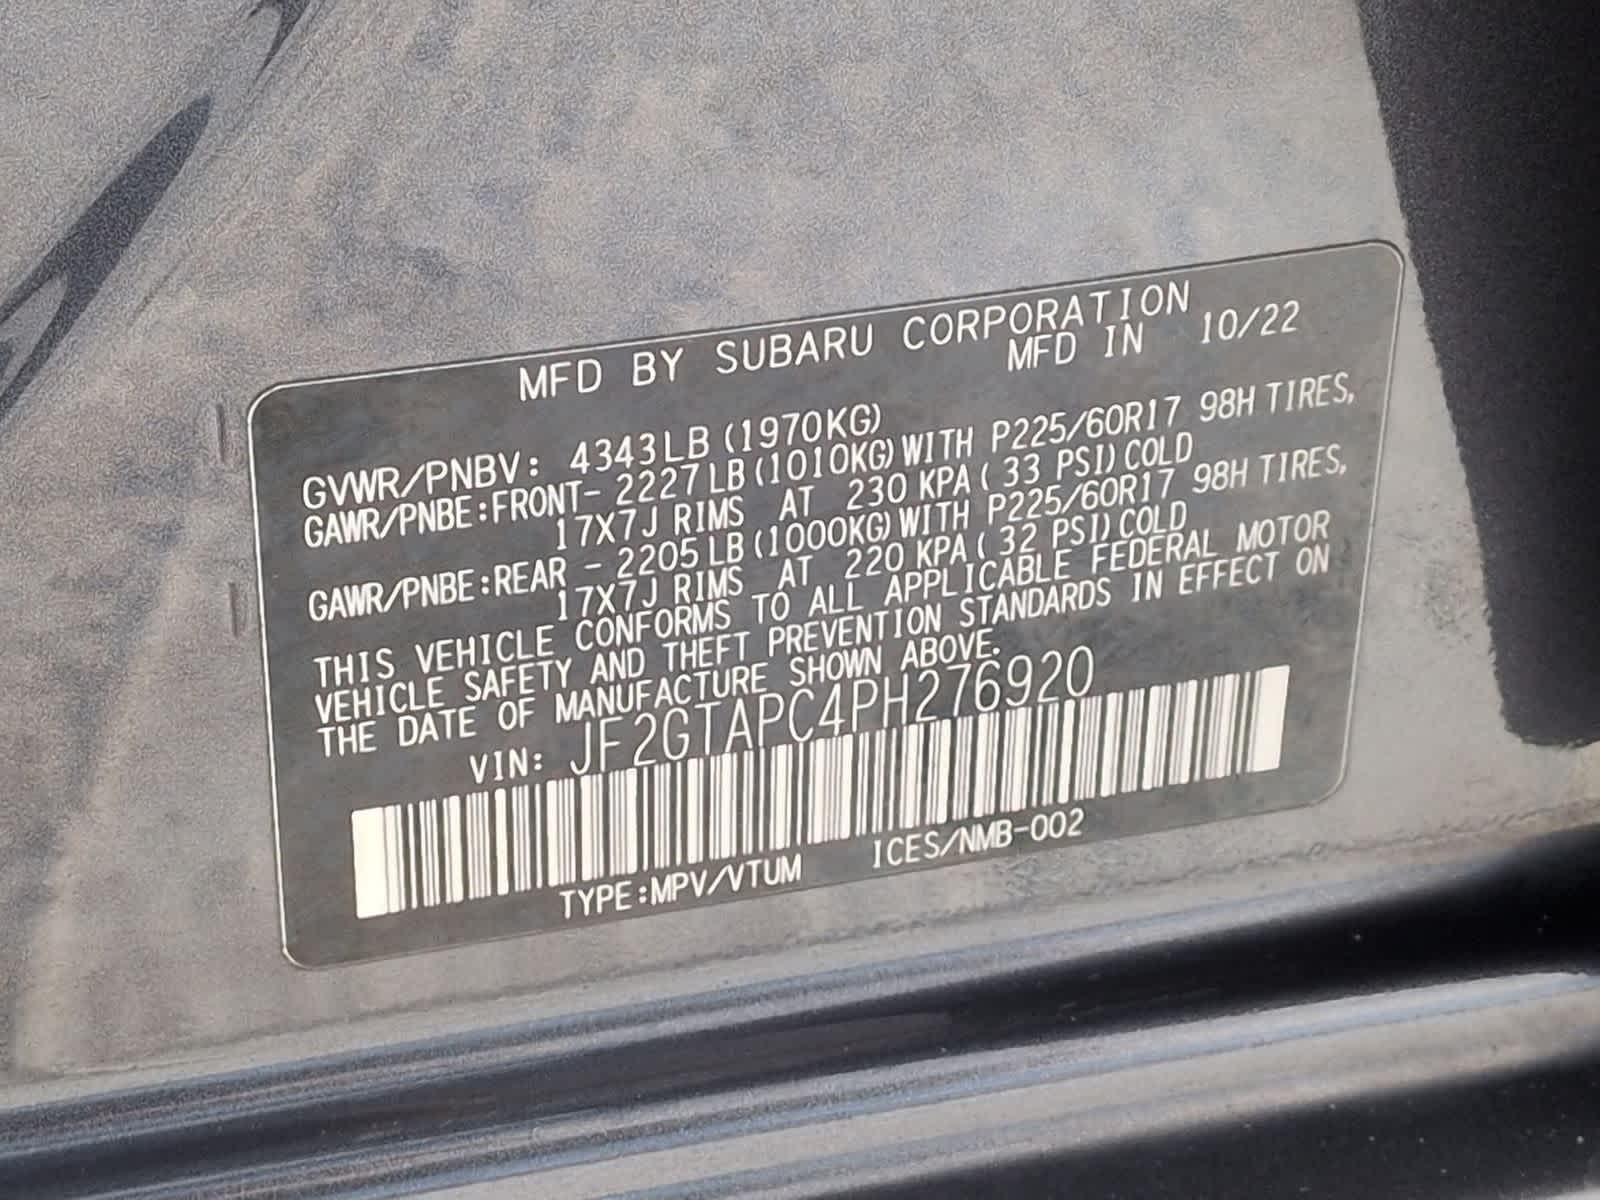 MFD BY SUBARU CORPORATION
MFD IN 10/22
GVWR/PNBV: 4343LB (1970KG)
GAWR/PNBE:FRONT- 2227LB(1010KG)WITH P225/60R17 98H TIRES,
17X7J RIMS AT 230 KPA( 33 PSI)COLD
GAWR/PNBE:REAR - 2205LB(1000KG)WITH P225/60R17 98H TIRES,
17X7J RIMS AT 220 KPA( 32 PSI)COLD
THIS VEHICLE CONFORMS TO ALL APPLICABLE FEDERAL MOTOR
VEHICLE SAFETY AND THEFT PREVENTION STANDARDS IN EFFECT ON
THE DATE OF MANUFACTURE SHOWN ABOVE.
VIN: JF2GTAPC4PH276920
TYPE:MPV/VTUM ICES/NMB-002